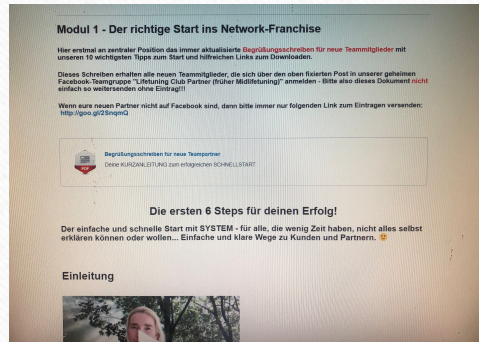 Modul 1 - Der richtige Start ins Network-Franchise
Hier erstmal an zentraler Position das immer aktualisierte Begrüßungsschreiben für neue Teammitglieder mit
unseren 10 wichtigsten Tipps zum Start und hilfreichen Links zum Downloaden.
Dieses Schreiben erhalten alle neuen Teammitglieder, die sich über den oben fixierten Post in unserer geheimen
Facebook-Teamgruppe "Lifetuning Club Partner (früher Midlifetuning)" anmelden - Bitte also dieses Dokument nicht
einfach so weitersenden ohne Eintrag!!!
Wenn eure neuen Partner nicht auf Facebook sind, dann bitte immer nur folgenden Link zum Eintragen versenden:
http://goo.gl/2SnqmQ
PDF
Begrüßungsschreiben für neue Teampartner
Deine KURZANLEITUNG zum erfolgreichen SCHNELLSTART
Die ersten 6 Steps für deinen Erfolg!
Der einfache und schnelle Start mit SYSTEM - für alle, die wenig Zeit haben, nicht alles selbst
erklären können oder wollen... Einfache und klare Wege zu Kunden und Partnern. 🙂
Einleitung